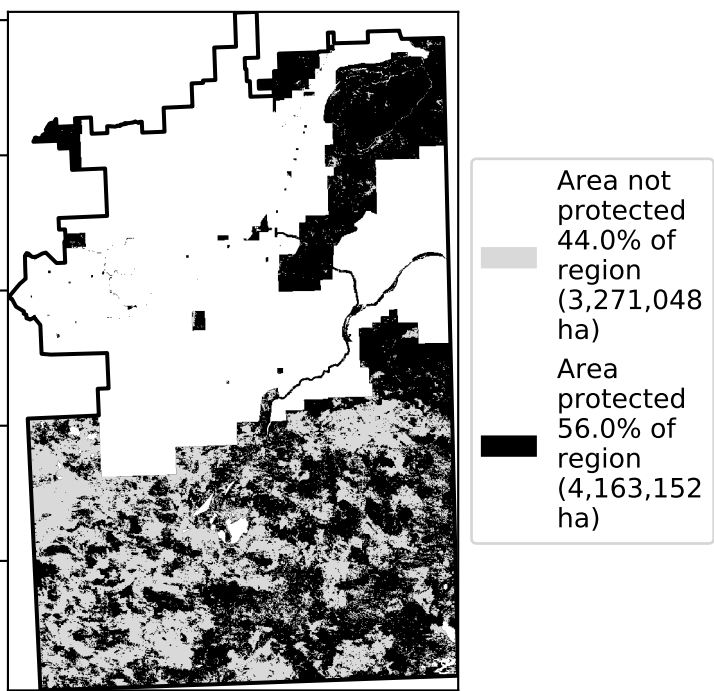 Area not
protected
44.0% of
region
(3,271,048
ha)
Area
protected
56.0% of
region
(4,163,152
ha)